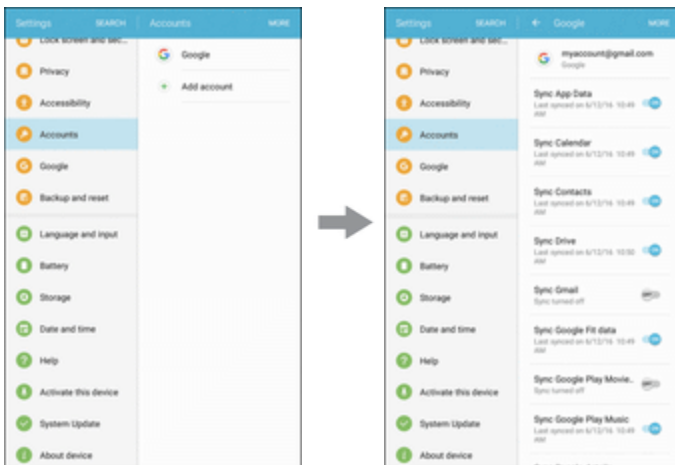 Settings SEARCH Accounts MORE
Lock screen and sec...
Privacy
Accessibility
Accounts
Google
Backup and reset
Language and input
Battery
Storage
Date and time
Help
Activate this device
System Update
About device
Google
Add account
Settings SEARCH Google MORE
Lock screen and sec...
Privacy
Accessibility
Accounts
Google
Backup and reset
Language and input
Battery
Storage
Date and time
Help
Activate this device
System Update
About device
myaccount@gmail.com
Google
Sync App Data
Last synced on 6/12/16 10:49
AM
ON
Sync Calendar
Last synced on 6/12/16 10:49
AM
ON
Sync Contacts
Last synced on 6/12/16 10:49
AM
ON
Sync Drive
Last synced on 6/12/16 10:50
AM
ON
Sync Gmail
Sync turned off
OFF
Sync Google Fit data
Last synced on 6/12/16 10:49
AM
ON
Sync Google Play Movie..
Sync turned off
OFF
Sync Google Play Music
Last synced on 6/12/16 10:49
AM
ON